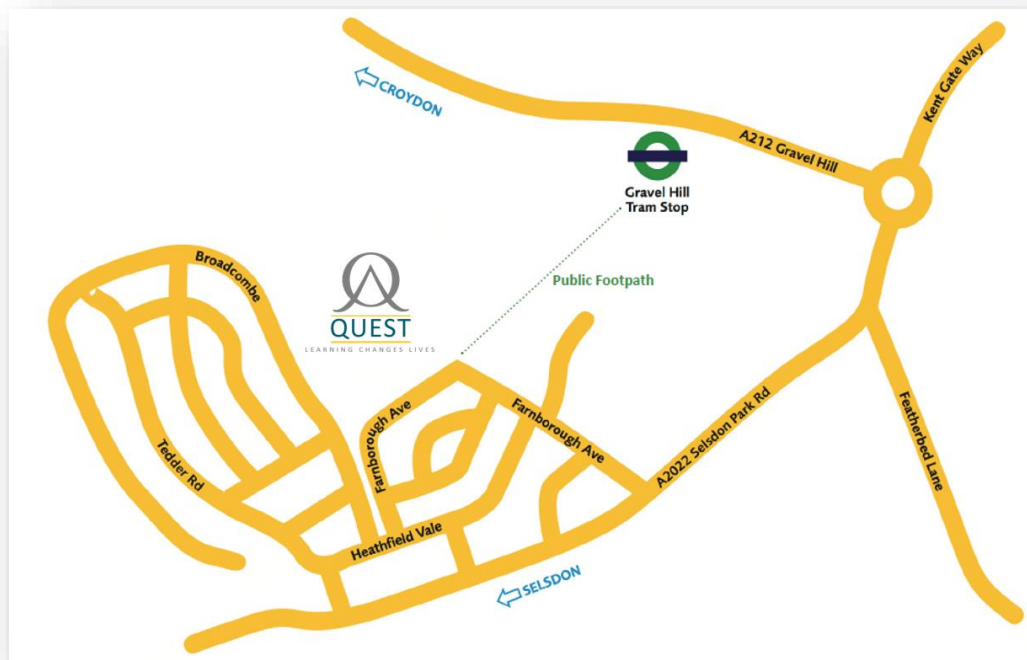 Kent Gate Way
CROYDON
A212 Gravel Hill
Gravel Hill
Tram Stop
Broadcombe
Public Footpath
QUEST
LEARNING CHANGES LIVES
Farnborough Ave
Farnborough Ave
A2022 Selsdon Park Rd
Featherbed Lane
Tedder Rd
Heathfield Vale
SELSDON